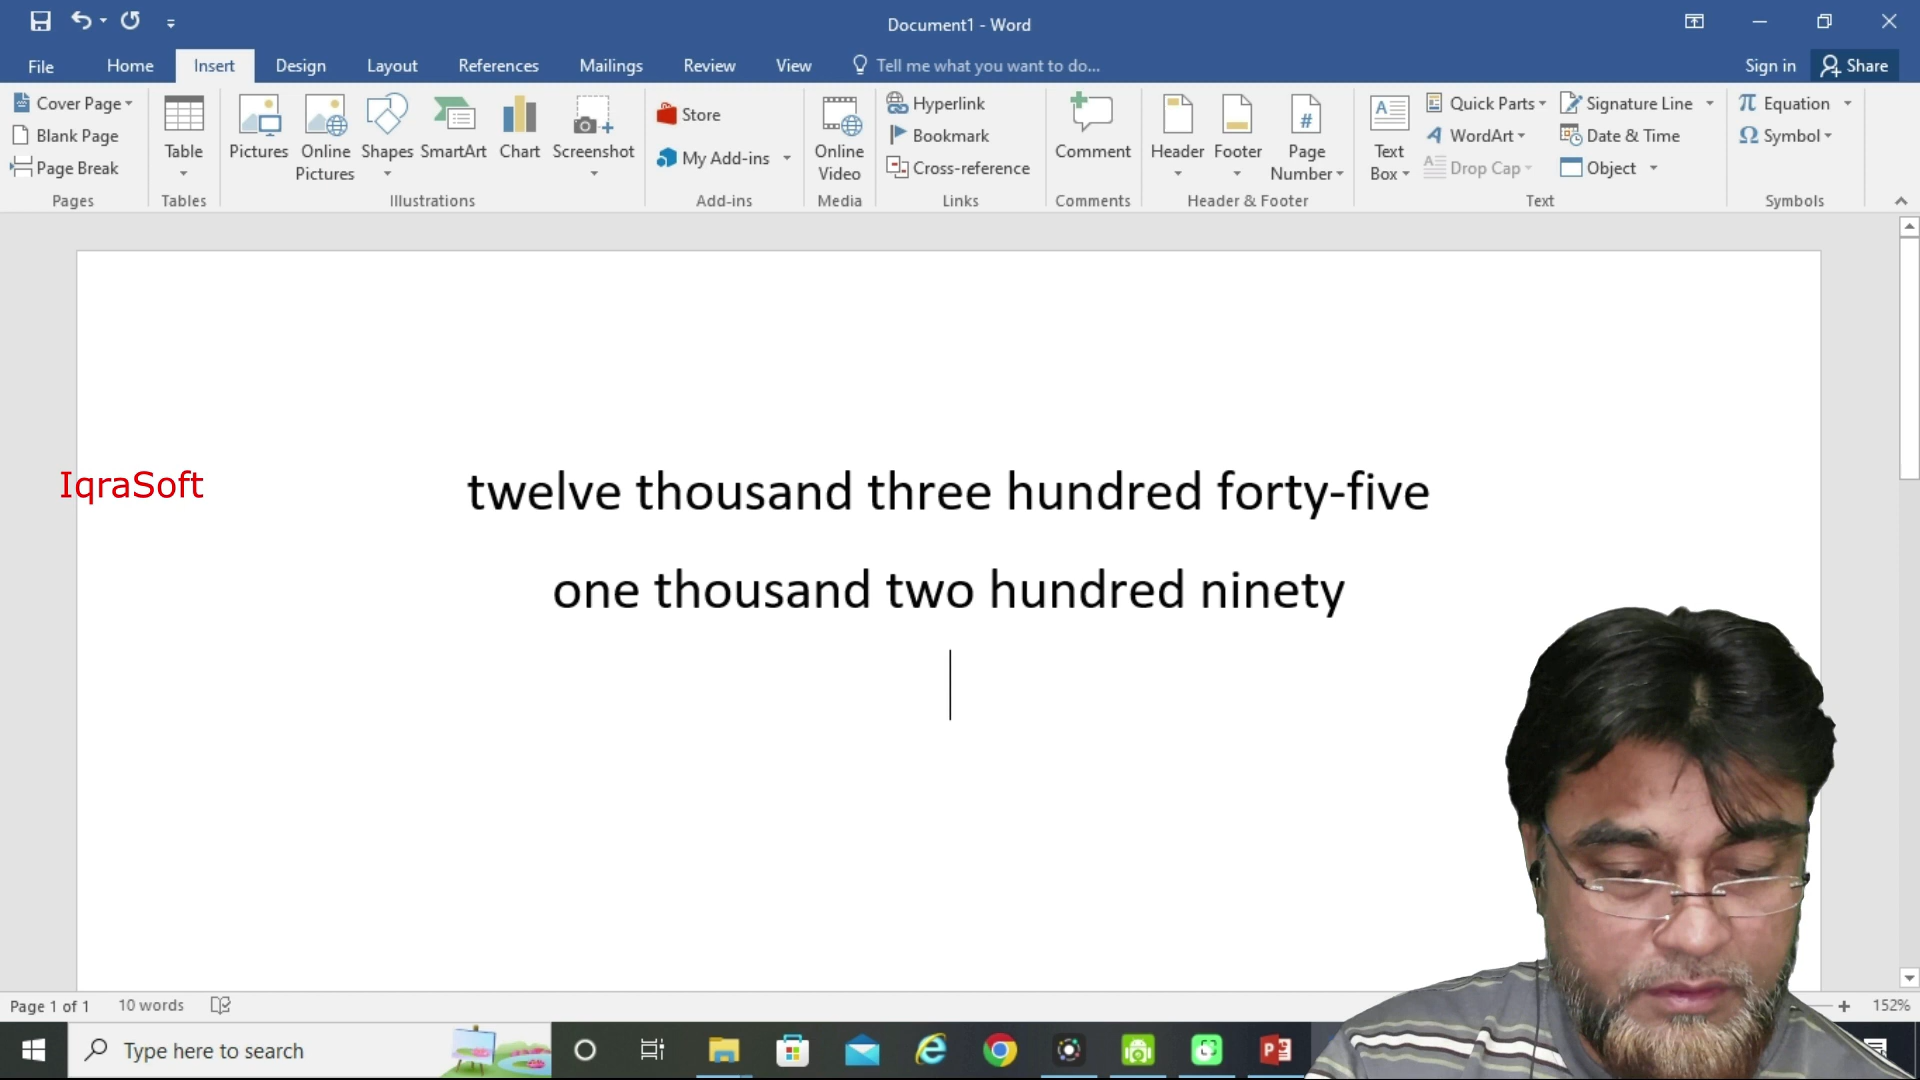 Document1 - Word
File Home Insert Design Layout References Mailings Review View Tell me what you want to do... Sign in Share
Cover Page
Blank Page
Page Break
Pages
Table
Tables
Pictures
Online Pictures
Shapes
SmartArt
Chart
Screenshot
Illustrations
Store
My Add-ins
Add-ins
Online Video
Media
Hyperlink
Bookmark
Cross-reference
Links
Comment
Comments
Header
Footer
Page Number
Header & Footer
Text Box
Quick Parts
WordArt
Drop Cap
Signature Line
Date & Time
Object
Text
Equation
Symbol
Symbols
IqraSoft
twelve thousand three hundred forty-five
one thousand two hundred ninety
Page 1 of 1 10 words 152%
Type here to search